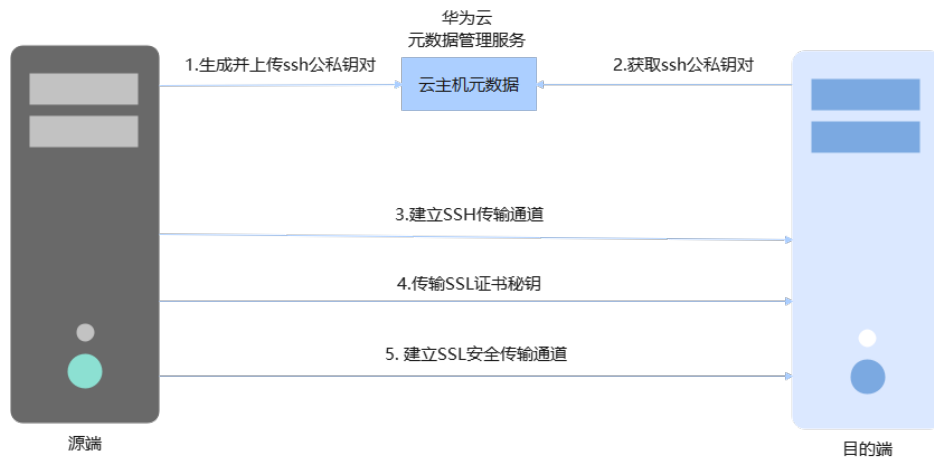 华为云
元数据管理服务
1.生成并上传ssh公私钥对
云主机元数据
2.获取ssh公私钥对
3.建立SSH传输通道
4.传输SSL证书秘钥
5. 建立SSL安全传输通道
源端
目的端